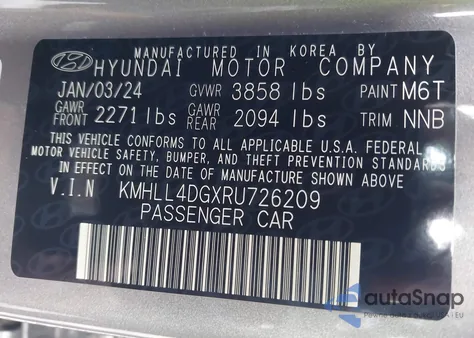 MANUFACTURED IN KOREA BY
HYUNDAI MOTOR COMPANY
JAN/03/24 GVWR 3858 lbs PAINT M6T
GAWR FRONT 2271 lbs GAWR REAR 2094 lbs TRIM NNB
THIS VEHICLE CONFORMS TO ALL APPLICABLE U.S.A. FEDERAL
MOTOR VEHICLE SAFETY, BUMPER, AND THEFT PREVENTION STANDARDS
IN EFFECT ON THE DATE OF MANUFACTURE SHOWN ABOVE.
V.I.N KMHLL4DGXRU726209
PASSENGER CAR
autoSnap